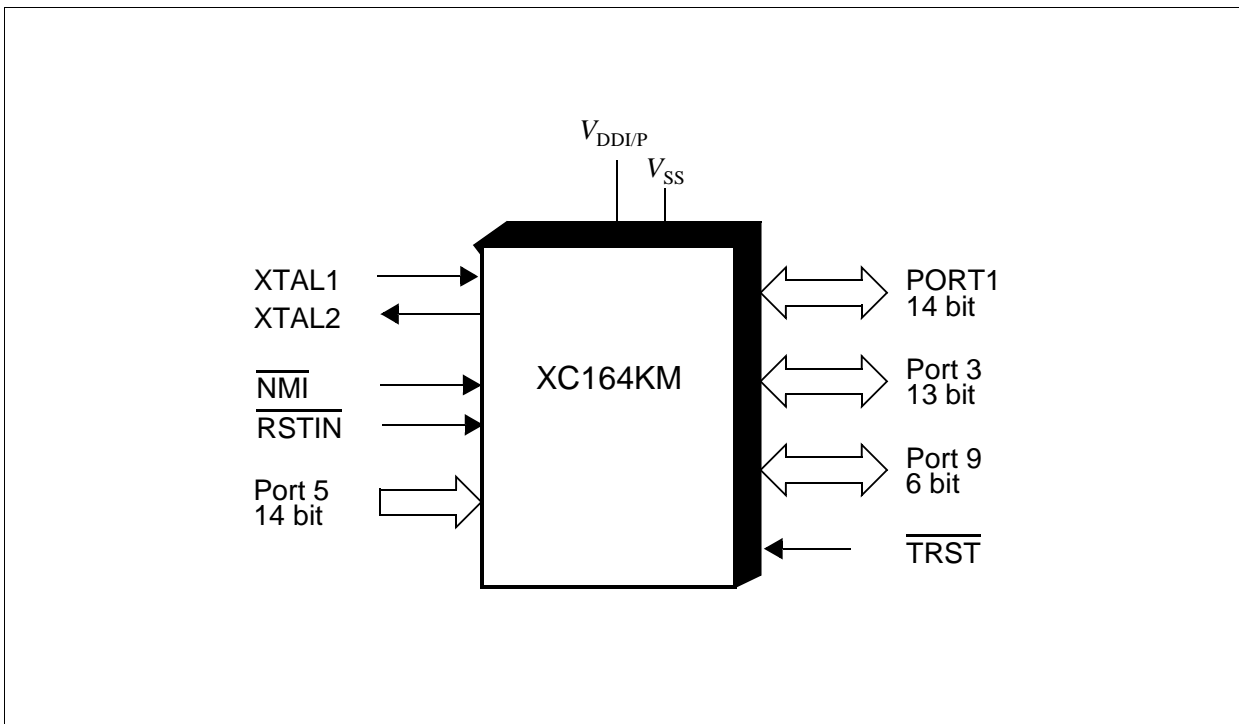 V_DDI/P
V_SS
XTAL1
XTAL2
NMI
RSTIN
Port 5
14 bit
XC164KM
PORT1
14 bit
Port 3
13 bit
Port 9
6 bit
TRST